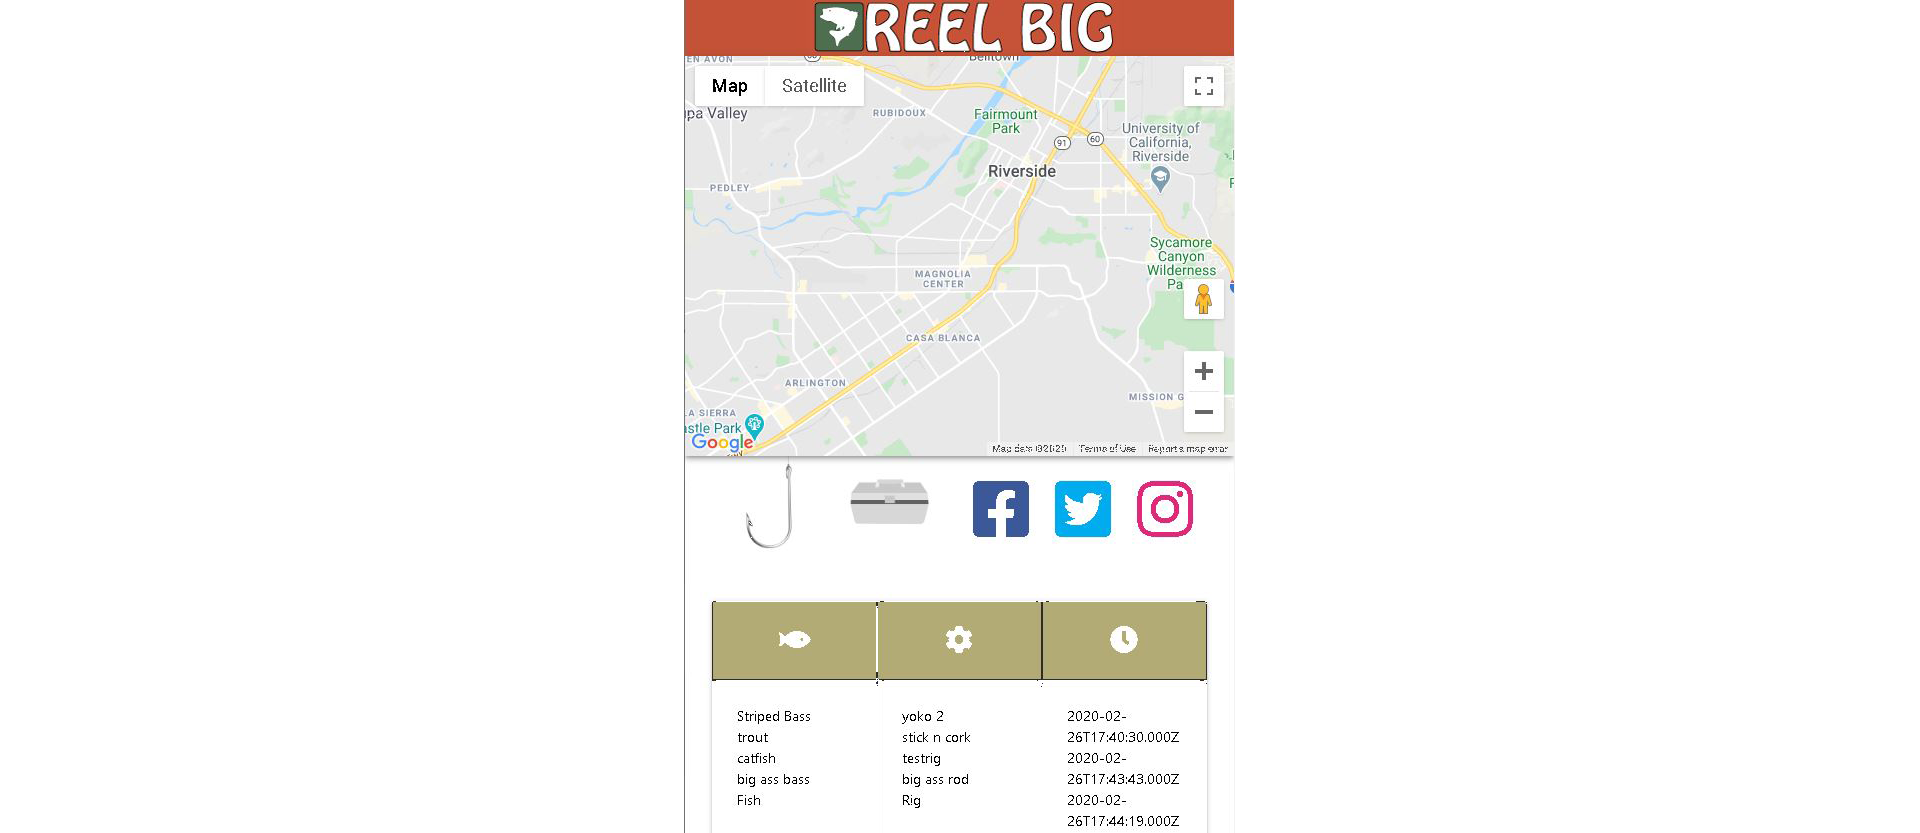 REEL BIG
EN AVON
Belltown
Map
Satellite
pa Valley
RUBIDOUX
Fairmount
Park
University of
California,
Riverside
91
60
Riverside
PEDLEY
Sycamore
Canyon
Wilderness
Pa
MAGNOLIA
CENTER
CASA BLANCA
ARLINGTON
MISSION G
LA SIERRA
astle Park
Google
Map data ©2020
Terms of Use
Report a map error
Striped Bass
trout
catfish
big ass bass
Fish
yoko 2
stick n cork
testrig
big ass rod
Rig
2020-02-
26T17:40:30.000Z
2020-02-
26T17:43:43.000Z
2020-02-
26T17:44:19.000Z